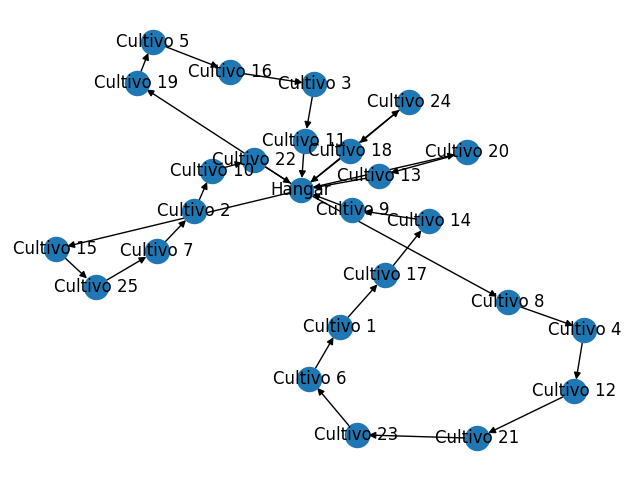 Cultivo 5
Cultivo 16
Cultivo 19
Cultivo 3
Cultivo 24
Cultivo 11
Cultivo 18
Cultivo 20
Cultivo 22
Cultivo 10
Cultivo 13
Hangar
Cultivo 2
Cultivo 9
Cultivo 14
Cultivo 15
Cultivo 7
Cultivo 17
Cultivo 25
Cultivo 8
Cultivo 1
Cultivo 4
Cultivo 6
Cultivo 12
Cultivo 23
Cultivo 21